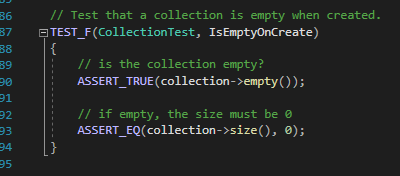 86 // Test that a collection is empty when created.
87 TEST_F(CollectionTest, IsEmptyOnCreate)
88 {
89 // is the collection empty?
90 ASSERT_TRUE(collection->empty());
91
92 // if empty, the size must be 0
93 ASSERT_EQ(collection->size(), 0);
94 }
95